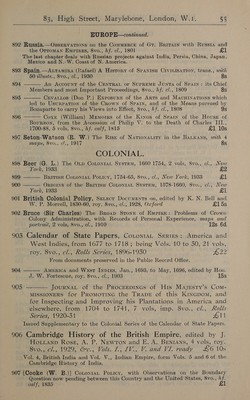 83, High Street, Marylebone, London, W.1. 55
EUROPE—continued.
892 Russia.—OBSERVATIONS on the COMMERCE of GT. BRITAIN with RUSSIA and
the OTTOMAN EMPIRES, 8vo., hf. cl., 1801 £1
The last chapter deals with Russian projects against India, Persia, China, Japan,
Mexico and N.-W. Coast of N. America.
893 Spain.—ALTAMIRA (Rafael) A HISTORY of SPANISH CIVILISATION, trans., with
50 illusts., 8vo., cl., 1930 8s
894 — AN ACCOUNT of the CENTRAL or SUPREME JUNTA of SPAIN: its Chief
Members and most Important Proceedings, 8vo., hf. cl., 1809 8s
895 — CEVALLOS (Don P.) EXPOSURE of the ARTS and MACHINATIONS which
led to USURPATION of the CROWN of SPAIN, and of the Means pursued by
Bonaparte to carry his Views into Effect, 8vo., hf. cl., 1808 9s
896 — COXE (William) MEMOIRS of the KINGS of SPAIN of the HOUSE of
BOURBON, from the Accession of Philip V. to the Death of Charles III.,
1700-88, 5 vols. 8vo., hf. calf, 1815 £1 10s
897 Seton-Watson (R. W.) THE RISE of NATIONALITY in the BALKANS, with 4
maps, 8vo., cl., 1917 8s
COLONIAL
898 Beer (G. L.) THE OLD COLONIAL SYSTEM, 1660 1754, 2 vols., 8vo., cl., New
York, 1933 £2
899 — BRITISH COLONIAL POLICY, 1754-65, 8vo., cl., New York, 1933 £1
900 — ORIGINS of the BRITISH COLONIAL SYSTEM, 1578 1660, 8vo., cl., New
York, 1933 £1
901 British Colonial Policy, SELECT DOCUMENTS on, edited by K. N. Bell and
W. P. Morrell, 1830-60, roy. 8vo., cl., 1928, Oxford £1 5s
902 Bruce (Sir Charles) THE BROAD STONE of EMPIRE: Problems of Crown
Colony Administration, with Records of Personal Experience, maps and
portrait, 2 vols., 8vo., cl., 1910 12s 6d
903 Calendar of State Papers, COLONIAL SERIES: America and
West Indies, from 1677 to 1718; being Vols. 10 to 30, 21 vols.,
roy. 8vo., cl., Rolls Series, 1896-1930 £22
From documents preserved in the Public Record Office.
904 — AMERICA and WEST INDIES, Jan., 1693, to May, 1696, edited by Hon.
J. W. Fortescue, roy. 8vo., cl., 1903 15s
905 — JOURNAL of the PROCEEDINGS of HIS MAJESTY'S COM-
MISSIONERS for PROMOTING the TRADE of this KINGDOM, and
for Inspecting and Improving his Plantations in America and
elsewhere, from 1704 to 1741, 7 vols, imp. 8vo., cl., Rolls
Series, 1920-31 £11
Issued Supplementary to the Colonial Series of the Calendar of State Papers.
906 Cambridge History of the British Empire, edited by J.
HOLLAND ROSE, A. P. NEWTON and E. A. BENIANS, 4 vols., roy.
8vo., cl., 1929, &c., Vols. I., IV., V. and VI. ready £6 10s
Vol. 4, British India and Vol. V., Indian Empire, form Vols. 5 and 6 of the
Cambridge History of India.
907 (Cooke (W. B.)) COLONIAL POLICY, with Observations on the Boundary
Question now pending between this Country and the United States, 8vo., hf.
calf, 1835 £1